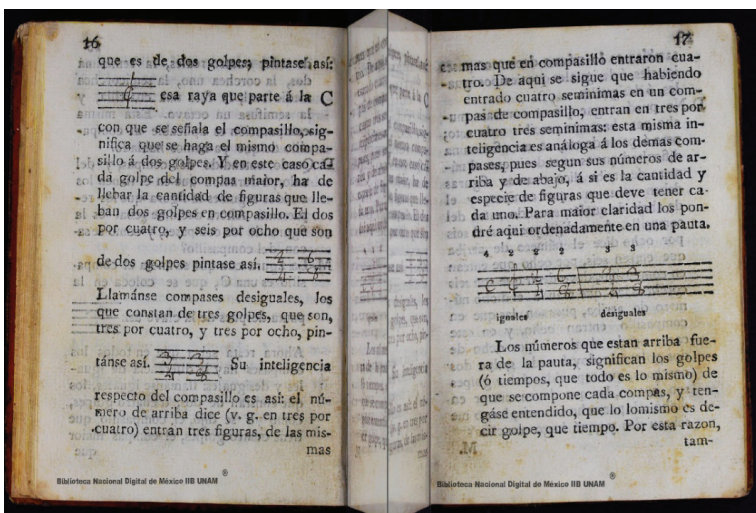 16
que es de dos golpes; pintase asi:
esa raya que parte á la C
con que se señala el compasillo, sig-
nifica que se haga el mismo compa-
sillo á dos golpes. Y en este caso ca-
da golpe del compas maior, ha de
llebar la cantidad de figuras que lle-
ban dos golpes en compasillo. El dos
por cuatro, y seis por ocho que son
de dos golpes pintase asi.
Llamánse compases desiguales, los
que constan de tres golpes, que son,
tres por cuatro, y tres por ocho, pin-
tánse asi. Su inteligencia
respecto del compasillo es asi: el nú-
mero de arriba dice (v. g. en tres por
cuatro) entran tres figuras, de las mis-
mas
Biblioteca Nacional Digital de México IIB UNAM ®
17
mas que en compasillo entraron cua-
tro. De aqui se sigue que habiendo
entrado cuatro seminimas en un com-
pas de compasillo, entran en tres por
cuatro tres seminimas: esta misma in-
teligencia es análoga á los demas com-
pases, pues segun sus números de ar-
riba y de abajo, á si es la cantidad y
especie de figuras que deve tener ca-
da uno. Para maior claridad los pon-
dré aqui ordenadamente en una pauta.
4 2 2 2 3 3
iguales desiguales
Los números que estan arriba fue-
ra de la pauta, significan los golpes
(ó tiempos, que todo es lo mismo) de
que se compone cada compas, y ten-
gáse entendido, que lo lomismo es de-
cir golpe, que tiempo. Por esta razon,
tam-
Biblioteca Nacional Digital de México IIB UNAM ®